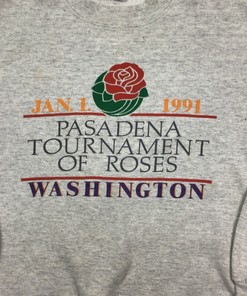 JAN. 1. 1991
PASADENA
TOURNAMENT
OF ROSES
WASHINGTON